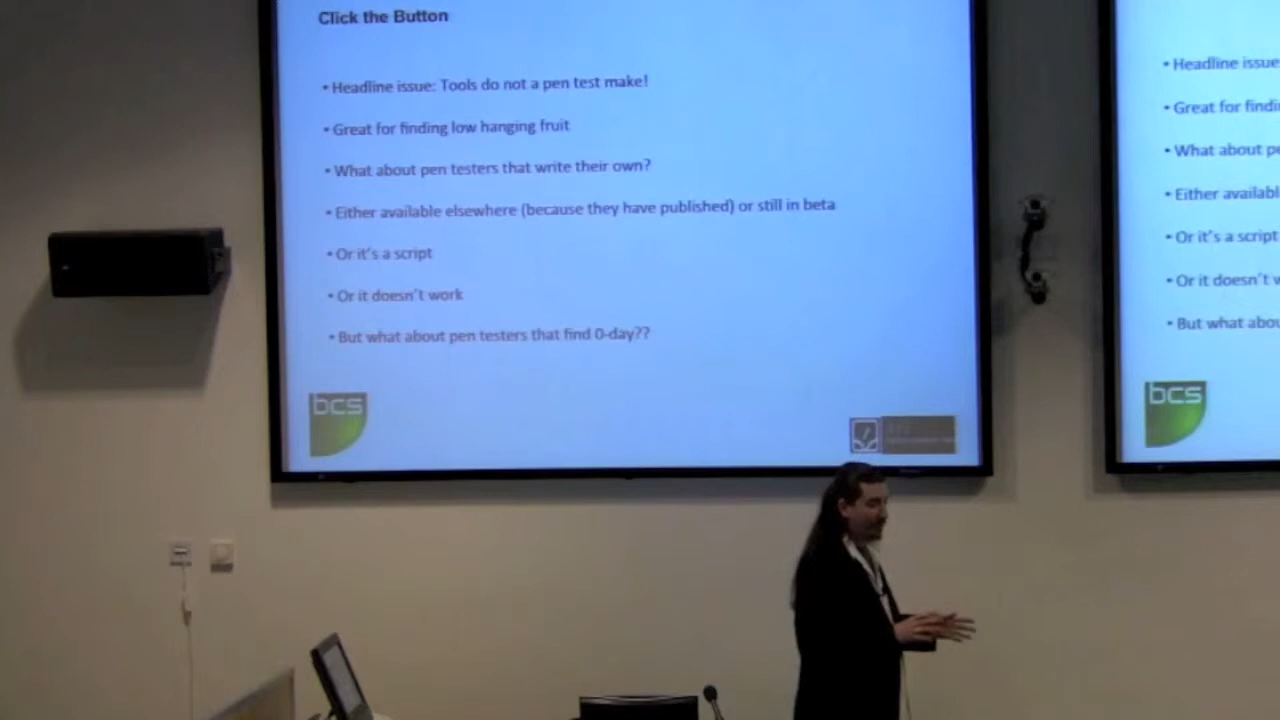 Click the Button
• Headline issue: Tools do not a pen test make!
• Great for finding low hanging fruit
• What about pen testers that write their own?
• Either available elsewhere (because they have published) or still in beta
• Or it's a script
• Or it doesn't work
• But what about pen testers that find 0-day??
bcs
• Headline issue
• Great for findi
• What about pe
• Either availabl
• Or it's a script
• Or it doesn't w
• But what abou
bcs